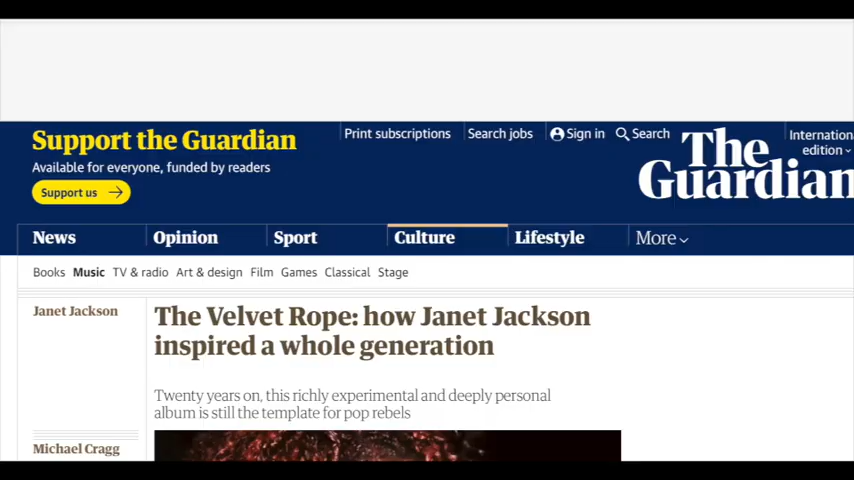 Support the Guardian
Available for everyone, funded by readers
Support us
Print subscriptions
Search jobs
Sign in
Search
The
Guardian
Internationa
edition
News
Opinion
Sport
Culture
Lifestyle
More
Books Music TV & radio Art & design Film Games Classical Stage
Janet Jackson
The Velvet Rope: how Janet Jackson
inspired a whole generation
Twenty years on, this richly experimental and deeply personal
album is still the template for pop rebels
Michael Cragg